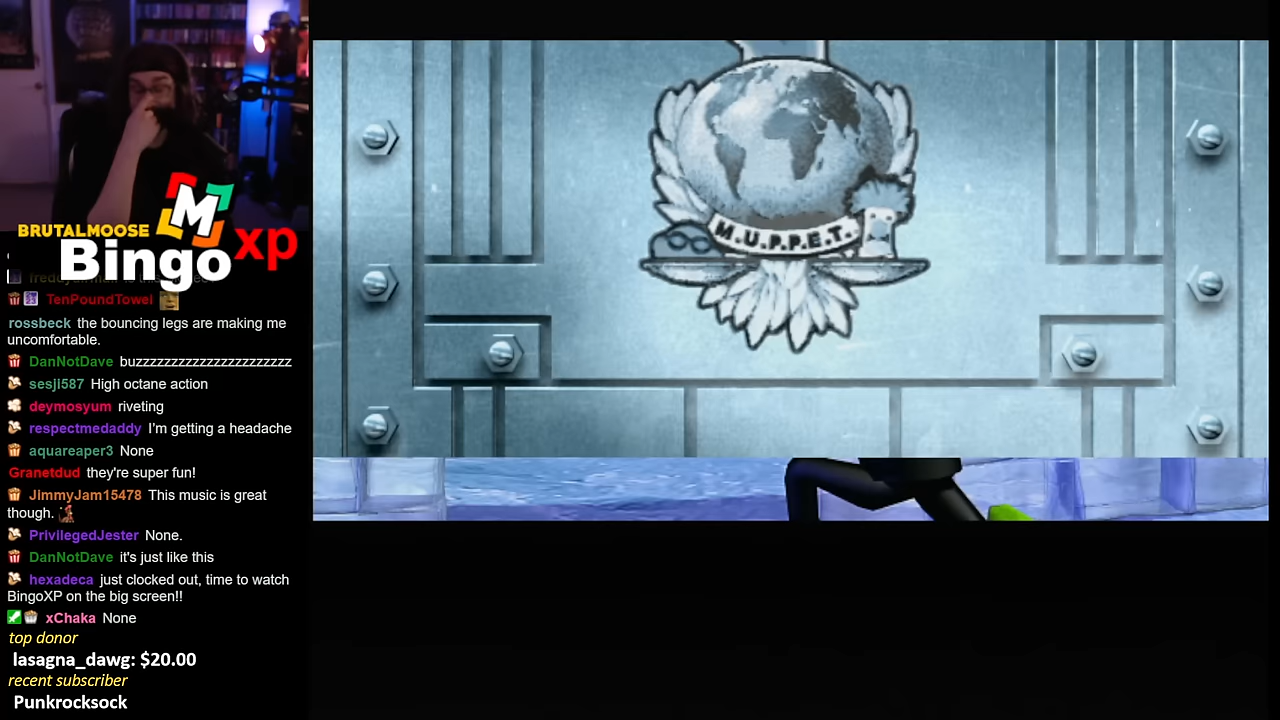 M.U.P.P.E.T.
BRUTALMOOSE
M
Bingo xp
TenPoundTowel
rossbeck the bouncing legs are making me
uncomfortable.
DanNotDave buzzzzzzzzzzzzzzzzzzzzzzz
sesji587 High octane action
deymosyum riveting
respectmedaddy I'm getting a headache
aquareaper3 None
Granetdud they're super fun!
JimmyJam15478 This music is great
though.
PrivilegedJester None.
DanNotDave it's just like this
hexadeca just clocked out, time to watch
BingoXP on the big screen!!
xChaka None
top donor
lasagna_dawg: $20.00
recent subscriber
Punkrocksock